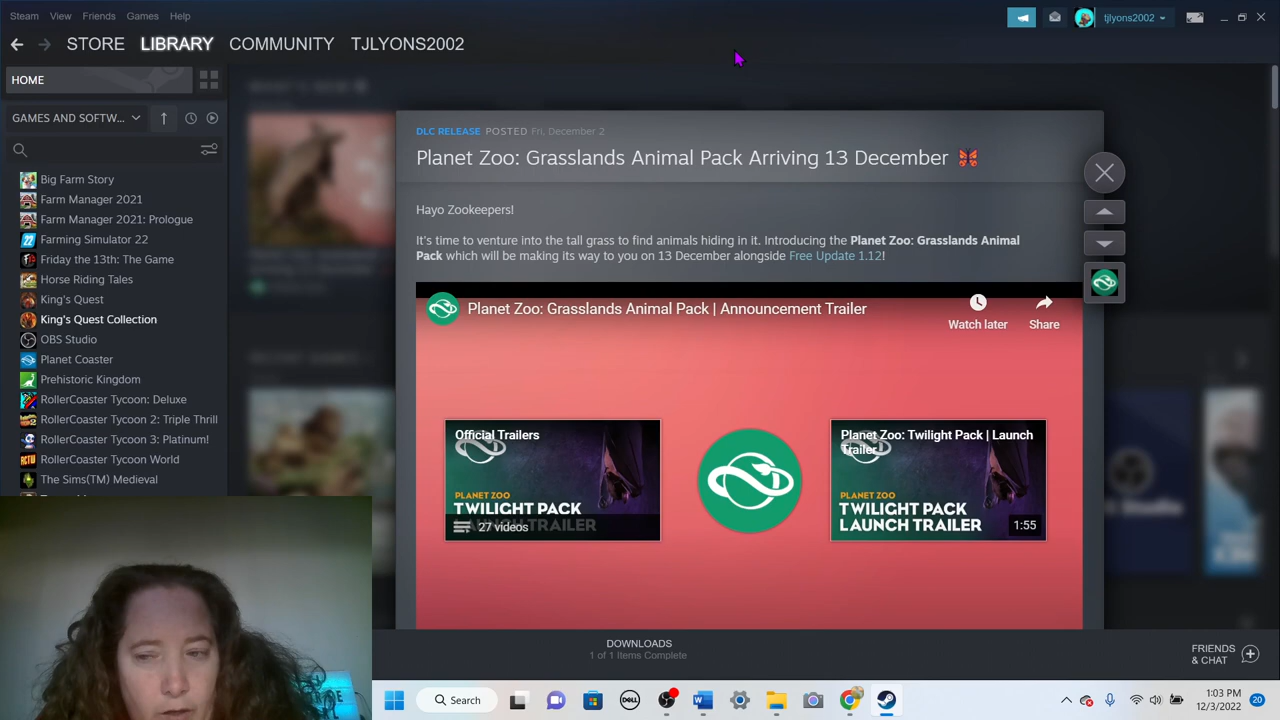 Steam View Friends Games Help
tjlyons2002
STORE LIBRARY COMMUNITY TJLYONS2002
HOME
GAMES AND SOFTW...
Big Farm Story
Farm Manager 2021
Farm Manager 2021: Prologue
Farming Simulator 22
Friday the 13th: The Game
Horse Riding Tales
King's Quest
King's Quest Collection
OBS Studio
Planet Coaster
Prehistoric Kingdom
RollerCoaster Tycoon: Deluxe
RollerCoaster Tycoon 2: Triple Thrill
RollerCoaster Tycoon 3: Platinum!
RollerCoaster Tycoon World
The Sims(TM) Medieval
DLC RELEASE POSTED Fri, December 2
Planet Zoo: Grasslands Animal Pack Arriving 13 December
Hayo Zookeepers!
It's time to venture into the tall grass to find animals hiding in it. Introducing the Planet Zoo: Grasslands Animal
Pack which will be making its way to you on 13 December alongside Free Update 1.12!
Planet Zoo: Grasslands Animal Pack | Announcement Trailer
Watch later
Share
Official Trailers
PLANET ZOO
TWILIGHT PACK
LAUNCH TRAILER
27 videos
Planet Zoo: Twilight Pack | Launch
Trailer
PLANET ZOO
TWILIGHT PACK
LAUNCH TRAILER
1:55
DOWNLOADS
1 of 1 Items Complete
FRIENDS
& CHAT
Search
DELL
1:03 PM
12/3/2022
20